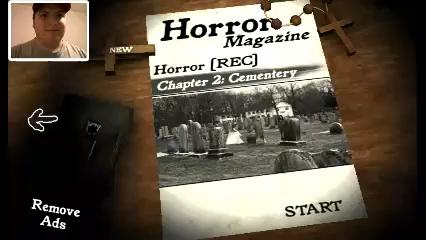 Horror
Magazine
NEW
Horror [REC]
Chapter 2: Cementery
Remove
Ads
START